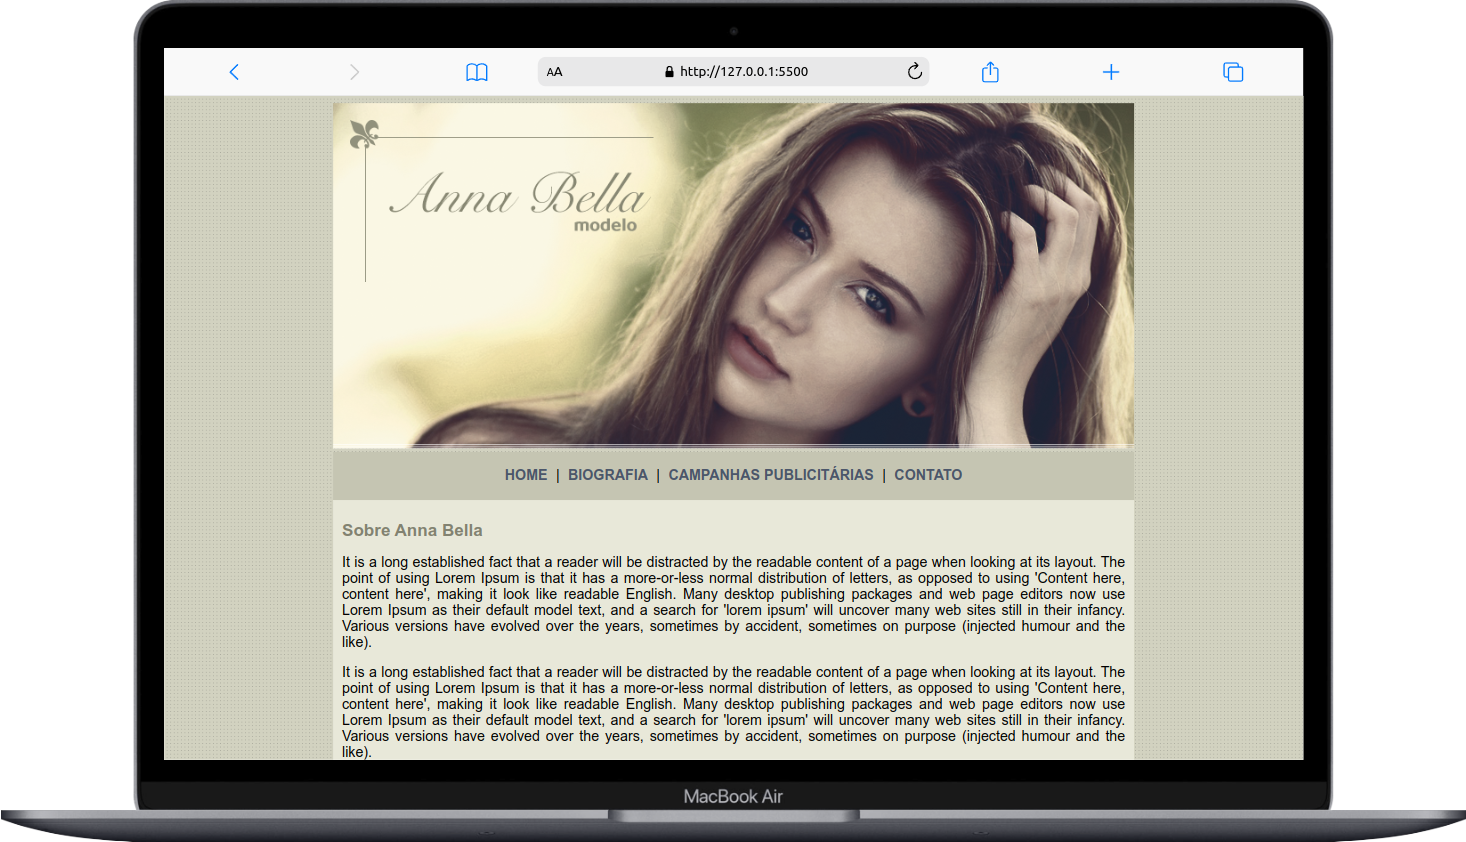 AA http://127.0.0.1:5500
Anna Bella
modelo
HOME | BIOGRAFIA | CAMPANHAS PUBLICITÁRIAS | CONTATO
Sobre Anna Bella
It is a long established fact that a reader will be distracted by the readable content of a page when looking at its layout. The
point of using Lorem Ipsum is that it has a more-or-less normal distribution of letters, as opposed to using 'Content here,
content here', making it look like readable English. Many desktop publishing packages and web page editors now use
Lorem Ipsum as their default model text, and a search for 'lorem ipsum' will uncover many web sites still in their infancy.
Various versions have evolved over the years, sometimes by accident, sometimes on purpose (injected humour and the
like).
It is a long established fact that a reader will be distracted by the readable content of a page when looking at its layout. The
point of using Lorem Ipsum is that it has a more-or-less normal distribution of letters, as opposed to using 'Content here,
content here', making it look like readable English. Many desktop publishing packages and web page editors now use
Lorem Ipsum as their default model text, and a search for 'lorem ipsum' will uncover many web sites still in their infancy.
Various versions have evolved over the years, sometimes by accident, sometimes on purpose (injected humour and the
like).
MacBook Air